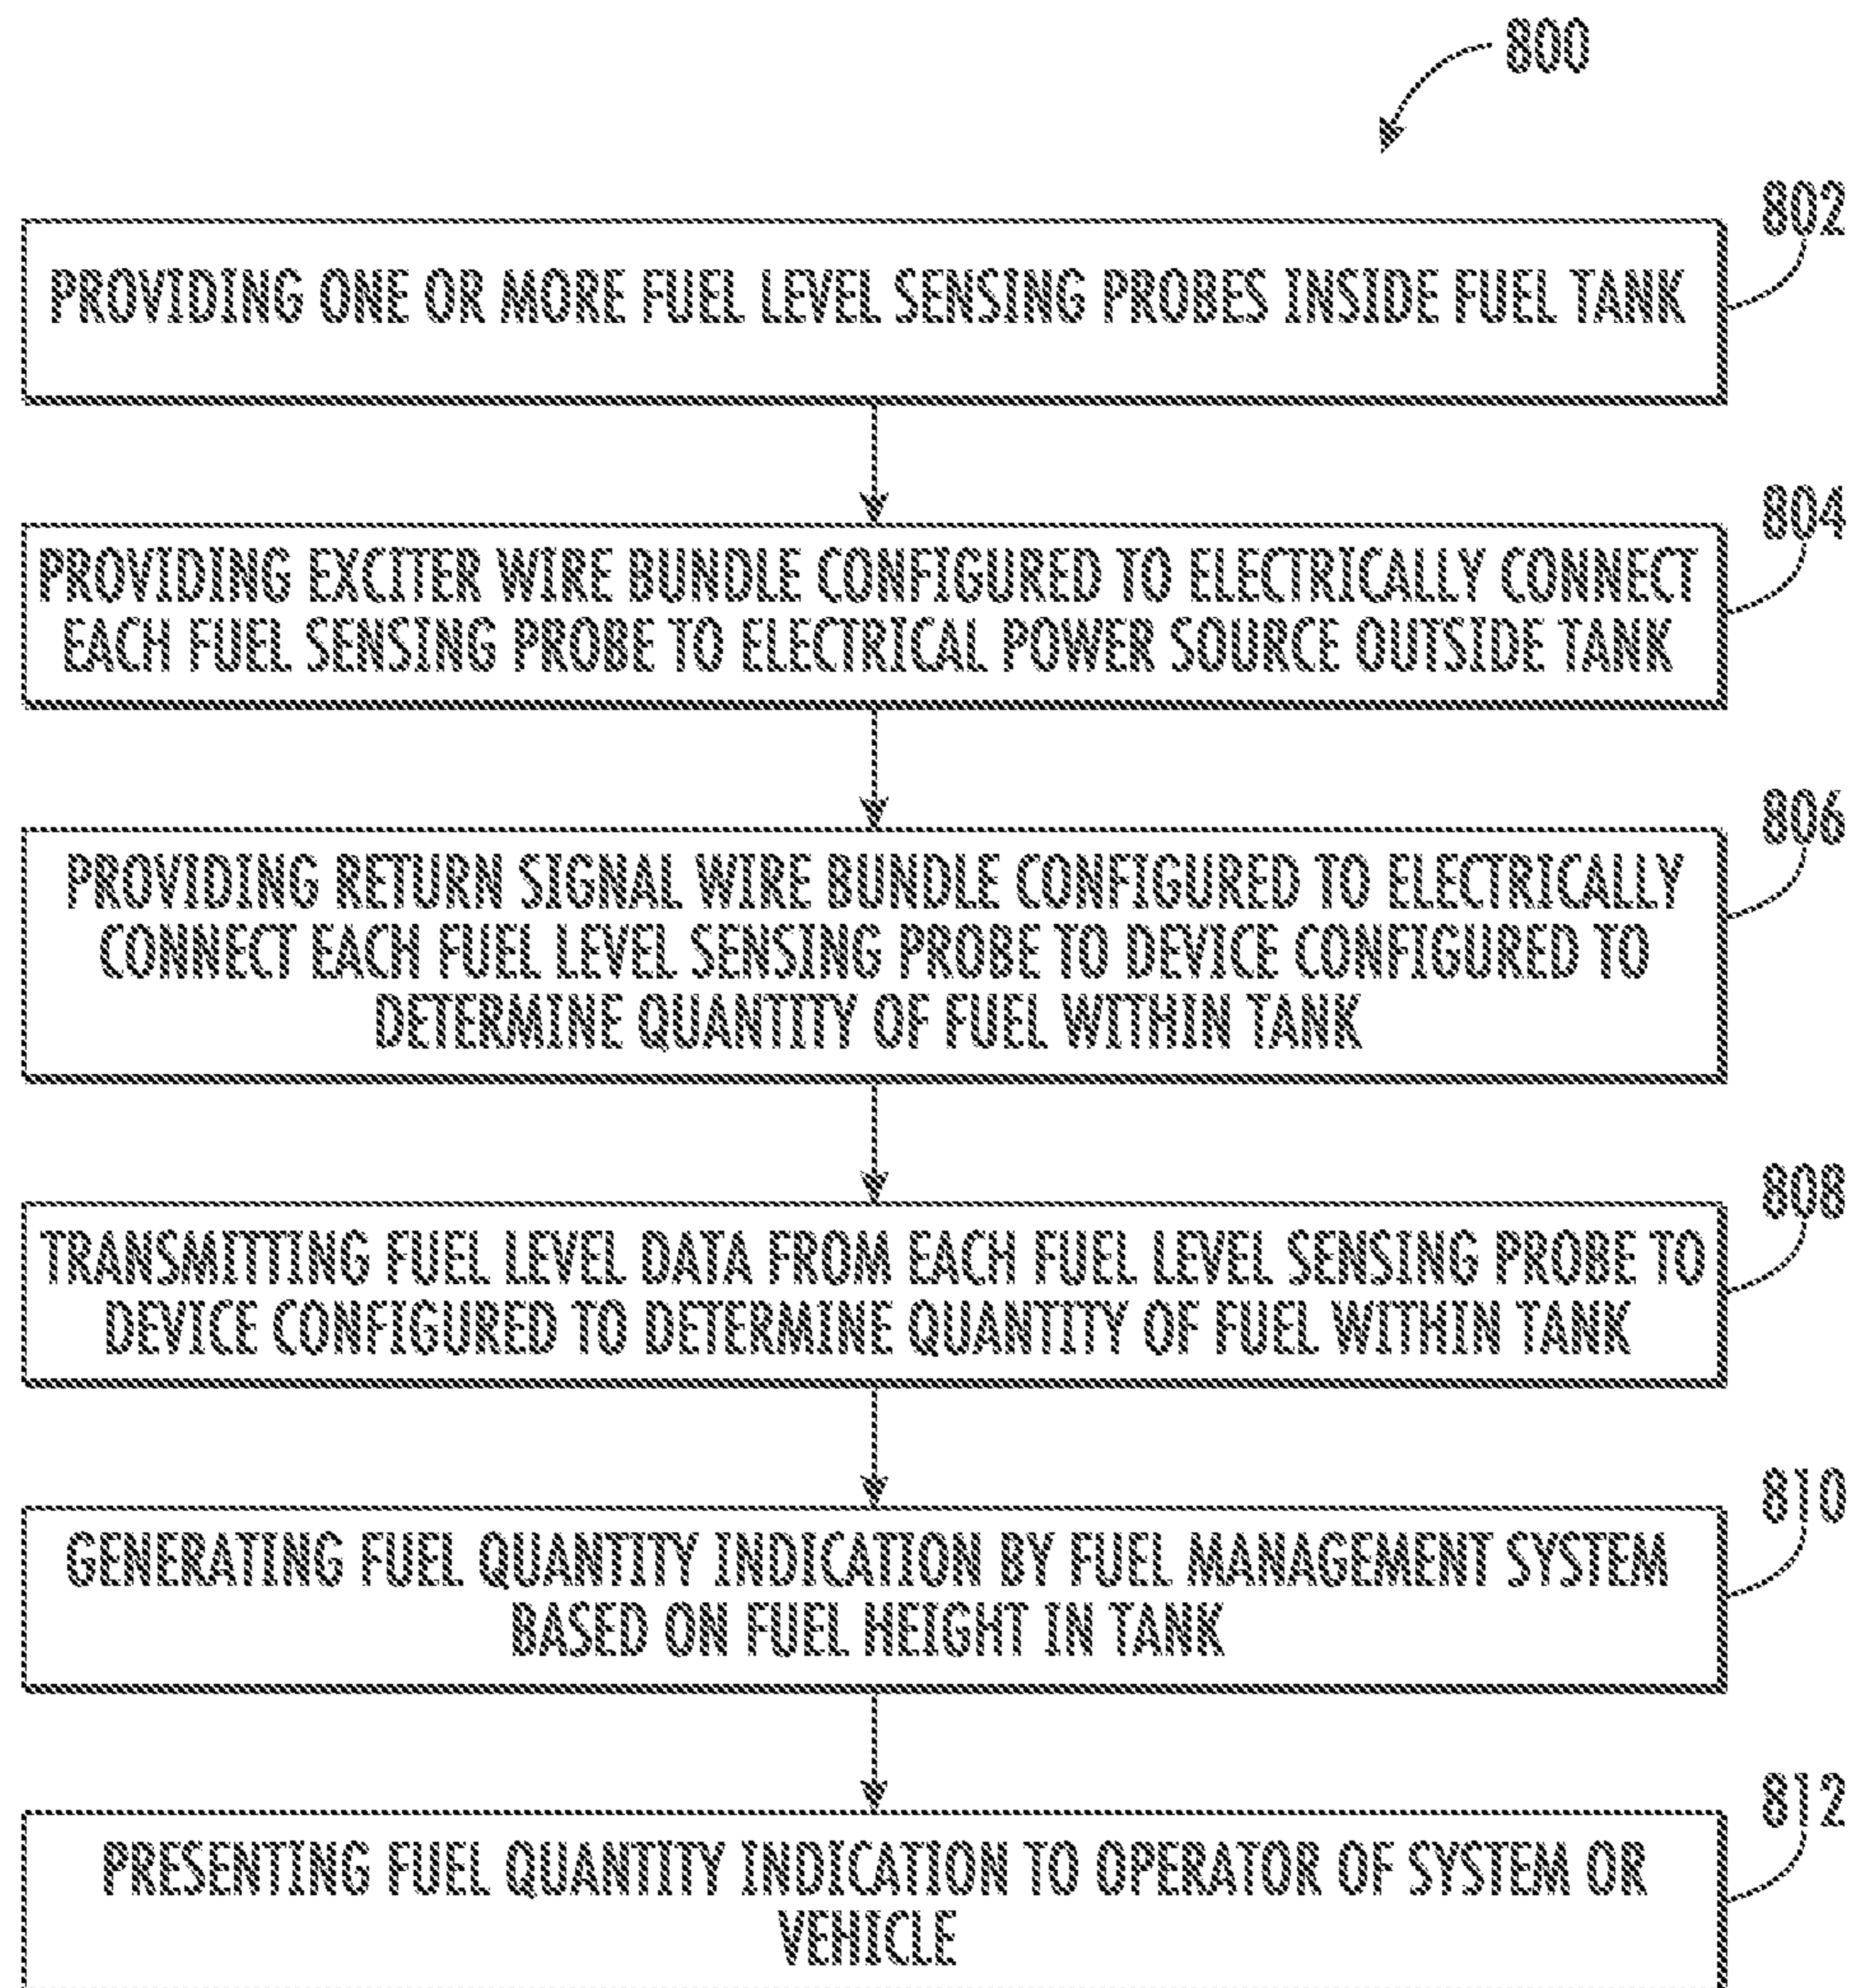 800
802
PROVIDING ONE OR MORE FUEL LEVEL SENSING PROBES INSIDE FUEL TANK
804
PROVIDING EXCITER WIRE BUNDLE CONFIGURED TO ELECTRICALLY CONNECT
EACH FUEL SENSING PROBE TO ELECTRICAL POWER SOURCE OUTSIDE TANK
806
PROVIDING RETURN SIGNAL WIRE BUNDLE CONFIGURED TO ELECTRICALLY
CONNECT EACH FUEL LEVEL SENSING PROBE TO DEVICE CONFIGURED TO
DETERMINE QUANTITY OF FUEL WITHIN TANK
808
TRANSMITTING FUEL LEVEL DATA FROM EACH FUEL LEVEL SENSING PROBE TO
DEVICE CONFIGURED TO DETERMINE QUANTITY OF FUEL WITHIN TANK
810
GENERATING FUEL QUANTITY INDICATION BY FUEL MANAGEMENT SYSTEM
BASED ON FUEL HEIGHT IN TANK
812
PRESENTING FUEL QUANTITY INDICATION TO OPERATOR OF SYSTEM OR
VEHICLE